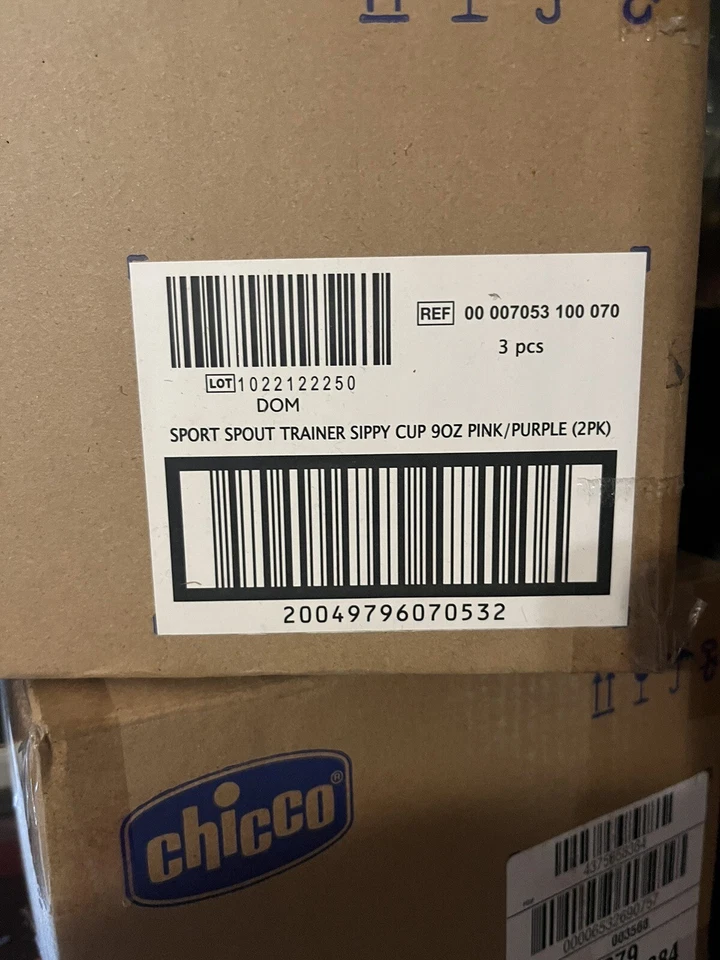 REF 00 007053 100 070
3 pcs
LOT 1022122250
DOM
SPORT SPOUT TRAINER SIPPY CUP 9OZ PINK/PURPLE (2PK)
20049796070532
chicco®
003568